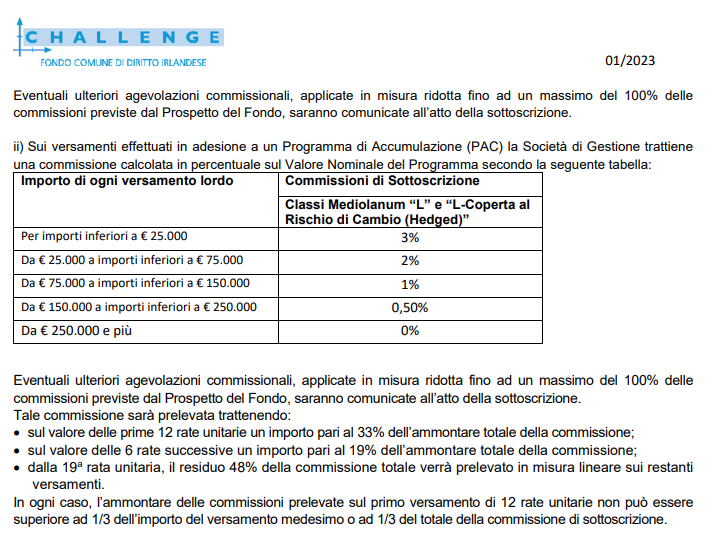 CHALLENGE
FONDO COMUNE DI DIRITTO IRLANDESE
01/2023
Eventuali ulteriori agevolazioni commissionali, applicate in misura ridotta fino ad un massimo del 100% delle
commissioni previste dal Prospetto del Fondo, saranno comunicate all'atto della sottoscrizione.
ii) Sui versamenti effettuati in adesione a un Programma di Accumulazione (PAC) la Società di Gestione trattiene
una commissione calcolata in percentuale sul Valore Nominale del Programma secondo la seguente tabella:
Importo di ogni versamento lordo
Commissioni di Sottoscrizione
Classi Mediolanum “L” e “L-Coperta al
Rischio di Cambio (Hedged)”
Per importi inferiori a € 25.000 3%
Da € 25.000 a importi inferiori a € 75.000 2%
Da € 75.000 a importi inferiori a € 150.000 1%
Da € 150.000 a importi inferiori a € 250.000 0,50%
Da € 250.000 e più 0%
Eventuali ulteriori agevolazioni commissionali, applicate in misura ridotta fino ad un massimo del 100% delle
commissioni previste dal Prospetto del Fondo, saranno comunicate all'atto della sottoscrizione.
Tale commissione sarà prelevata trattenendo:
• sul valore delle prime 12 rate unitarie un importo pari al 33% dell'ammontare totale della commissione;
• sul valore delle 6 rate successive un importo pari al 19% dell'ammontare totale della commissione;
• dalla 19ª rata unitaria, il residuo 48% della commissione totale verrà prelevato in misura lineare sui restanti
versamenti.
In ogni caso, l'ammontare delle commissioni prelevate sul primo versamento di 12 rate unitarie non può essere
superiore ad 1/3 dell'importo del versamento medesimo o ad 1/3 del totale della commissione di sottoscrizione.